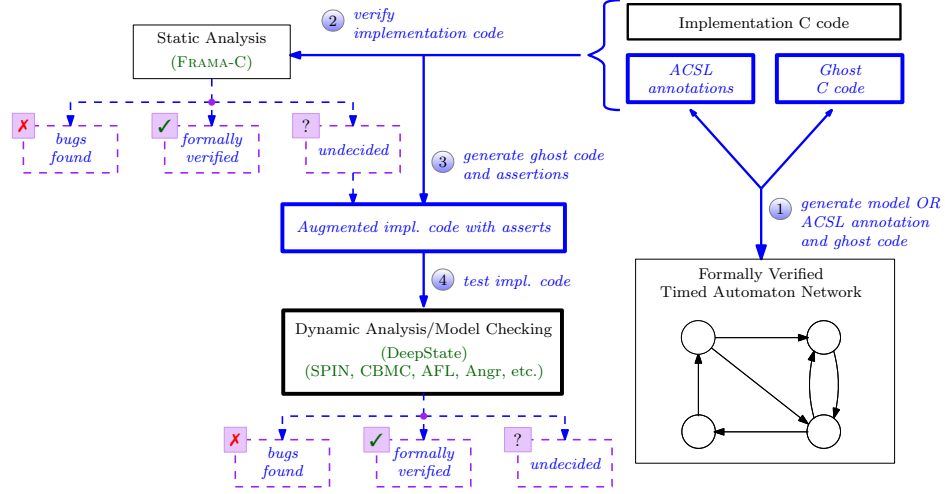 2 verify
implementation code
Implementation C code
Static Analysis
(FRAMA-C)
ACSL
annotations
Ghost
C code
✗ bugs
found
✓ formally
verified
? undecided
3 generate ghost code
and assertions
1 generate model OR
ACSL annotation
and ghost code
Augmented impl. code with asserts
4 test impl. code
Formally Verified
Timed Automaton Network
Dynamic Analysis/Model Checking
(DeepState)
(SPIN, CBMC, AFL, Angr, etc.)
✗ bugs
found
✓ formally
verified
? undecided